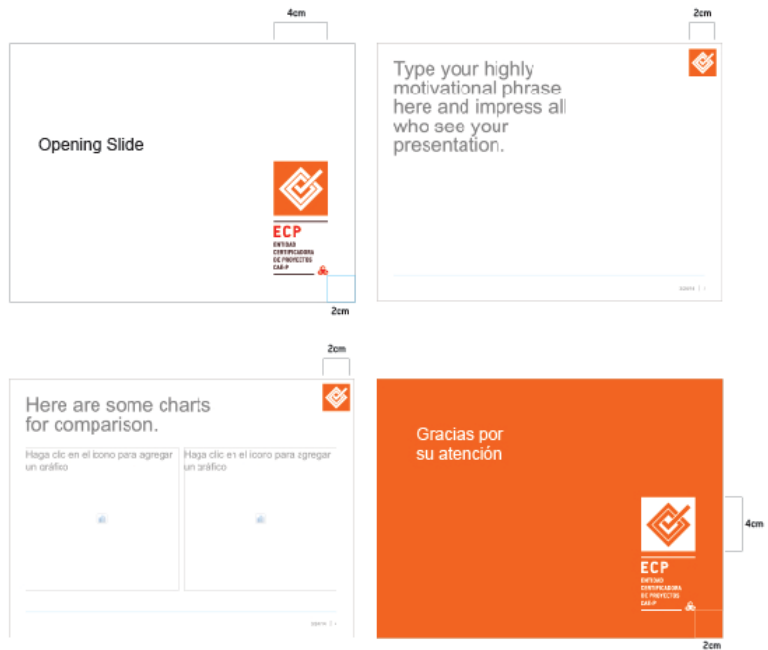 4cm
Opening Slide
ECP
ENTIDAD
CERTIFICADORA
DE PROYECTOS
CAE-P
2cm
2cm
Type your highly
motivational phrase
here and impress all
who see your
presentation.
2cm
Here are some charts
for comparison.
Haga clic en el icono para agregar
un gráfico
Haga clic en el icono para agregar
un gráfico
Gracias por
su atención
4cm
ECP
ENTIDAD
CERTIFICADORA
DE PROYECTOS
CAE-P
2cm